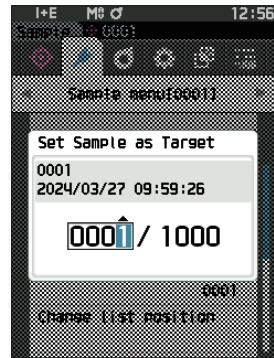 I+E M0 12:56
Sample 0001
Sample menu[0001]
Set Sample as Target
0001
2024/03/27 09:59:26
0001 / 1000
0001
Change list position